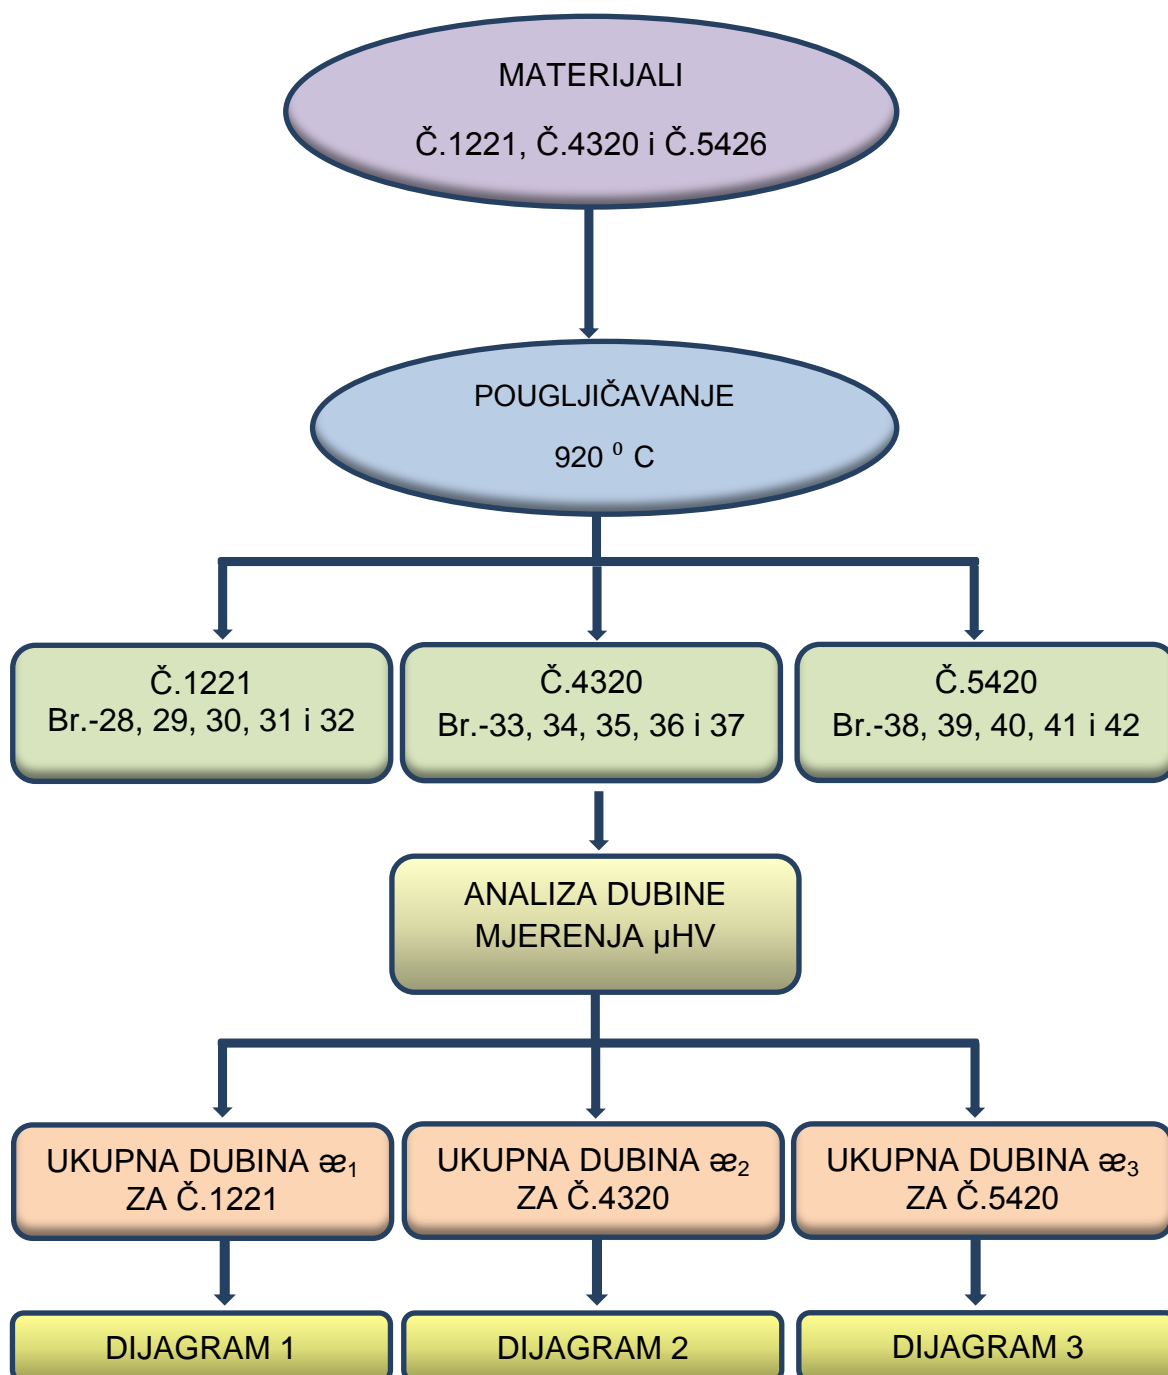 MATERIJALI
Č.1221, Č.4320 i Č.5426
POUGLJIČAVANJE
920 ⁰ C
Č.1221
Br.-28, 29, 30, 31 i 32
Č.4320
Br.-33, 34, 35, 36 i 37
Č.5420
Br.-38, 39, 40, 41 i 42
ANALIZA DUBINE
MJERENJA µHV
UKUPNA DUBINA æ₁
ZA Č.1221
UKUPNA DUBINA æ₂
ZA Č.4320
UKUPNA DUBINA æ₃
ZA Č.5420
DIJAGRAM 1
DIJAGRAM 2
DIJAGRAM 3